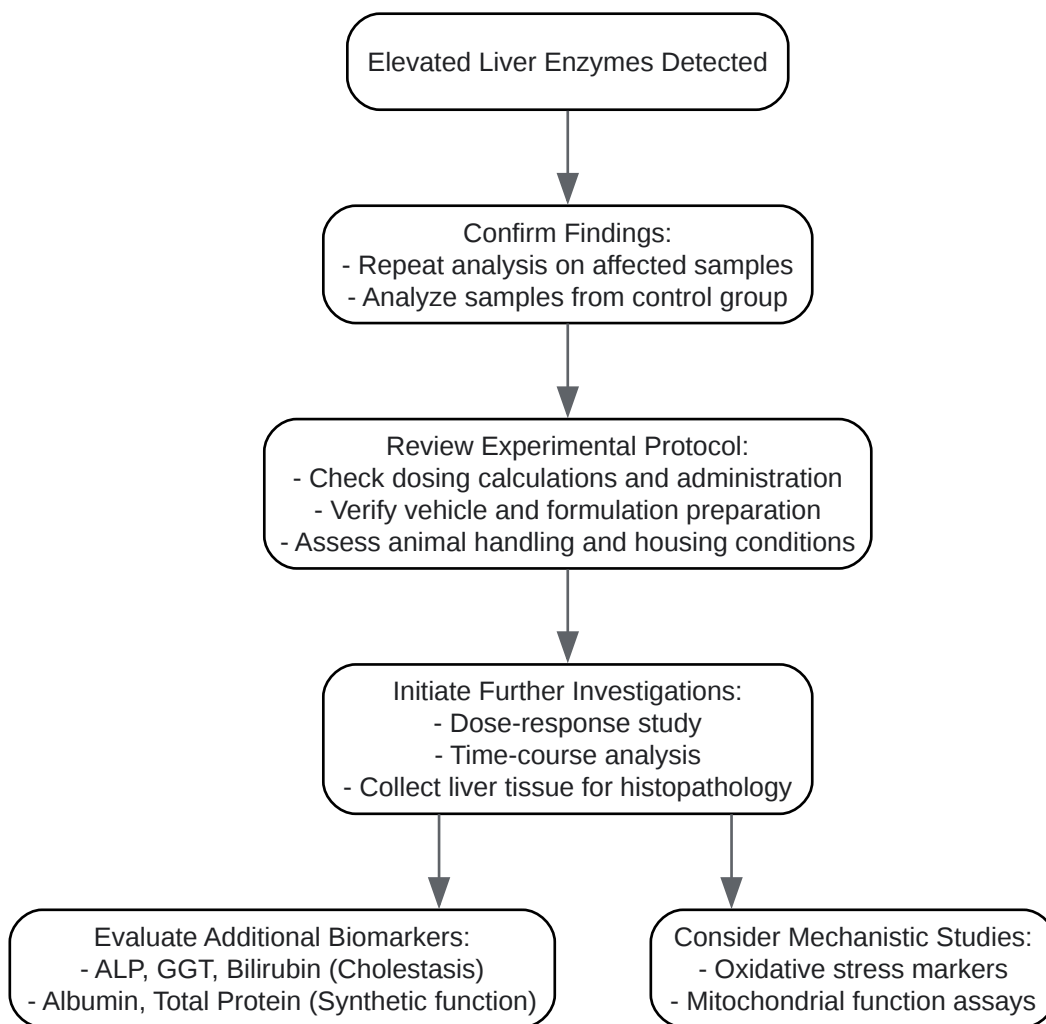 Elevated Liver Enzymes Detected
Confirm Findings:
- Repeat analysis on affected samples
- Analyze samples from control group
Review Experimental Protocol:
- Check dosing calculations and administration
- Verify vehicle and formulation preparation
- Assess animal handling and housing conditions
Initiate Further Investigations:
- Dose-response study
- Time-course analysis
- Collect liver tissue for histopathology
Evaluate Additional Biomarkers:
- ALP, GGT, Bilirubin (Cholestasis)
- Albumin, Total Protein (Synthetic function)
Consider Mechanistic Studies:
- Oxidative stress markers
- Mitochondrial function assays